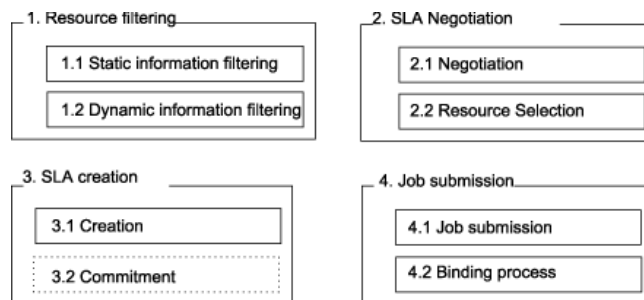 1. Resource filtering
1.1 Static information filtering
1.2 Dynamic information filtering
2. SLA Negotiation
2.1 Negotiation
2.2 Resource Selection
3. SLA creation
3.1 Creation
3.2 Commitment
4. Job submission
4.1 Job submission
4.2 Binding process